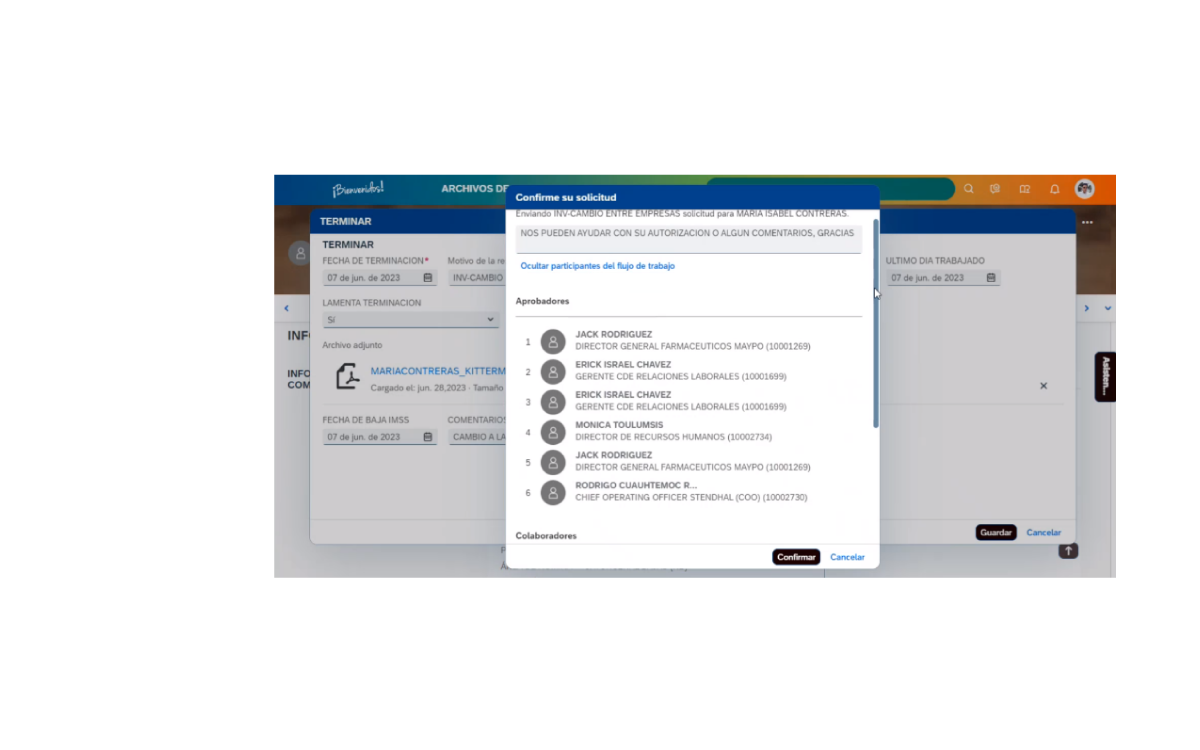 ¡Bienvenidos!
ARCHIVOS DE
Confirme su solicitud
Enviando INV-CAMBIO ENTRE EMPRESAS solicitud para MARIA ISABEL CONTRERAS.
NOS PUEDEN AYUDAR CON SU AUTORIZACION O ALGUN COMENTARIOS, GRACIAS
Ocultar participantes del flujo de trabajo
Aprobadores
1 JACK RODRIGUEZ
DIRECTOR GENERAL FARMACEUTICOS MAYPO (10001269)
2 ERICK ISRAEL CHAVEZ
GERENTE CDE RELACIONES LABORALES (10001699)
3 ERICK ISRAEL CHAVEZ
GERENTE CDE RELACIONES LABORALES (10001699)
4 MONICA TOULUMSIS
DIRECTOR DE RECURSOS HUMANOS (10002734)
5 JACK RODRIGUEZ
DIRECTOR GENERAL FARMACEUTICOS MAYPO (10001269)
6 RODRIGO CUAUHTEMOC R...
CHIEF OPERATING OFFICER STENDHAL (COO) (10002730)
Colaboradores
Confirmar Cancelar
TERMINAR
TERMINAR
FECHA DE TERMINACION* Motivo de la re
07 de jun. de 2023 INV-CAMBIO
ULTIMO DIA TRABAJADO
07 de jun. de 2023
LAMENTA TERMINACION
Sí
Archivo adjunto
MARIACONTRERAS_KITTERM
Cargado el: jun. 28,2023 - Tamaño
FECHA DE BAJA IMSS COMENTARIOS
07 de jun. de 2023 CAMBIO A LA
Guardar Cancelar
INF
INFO
COM
Asisten...